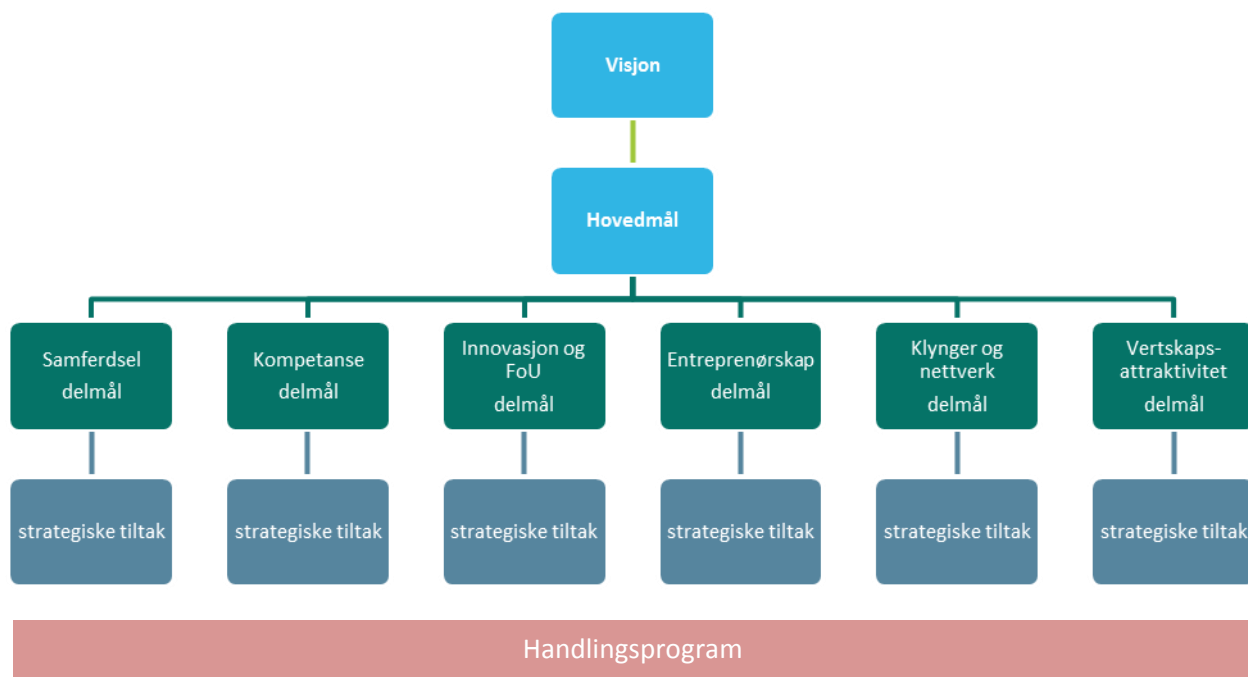 Visjon
Hovedmål
Samferdsel
delmål
Kompetanse
delmål
Innovasjon og
FoU
delmål
Entreprenørskap
delmål
Klynger og
nettverk
delmål
Vertskaps-
attraktivitet
delmål
strategiske tiltak
strategiske tiltak
strategiske tiltak
strategiske tiltak
strategiske tiltak
strategiske tiltak
Handlingsprogram